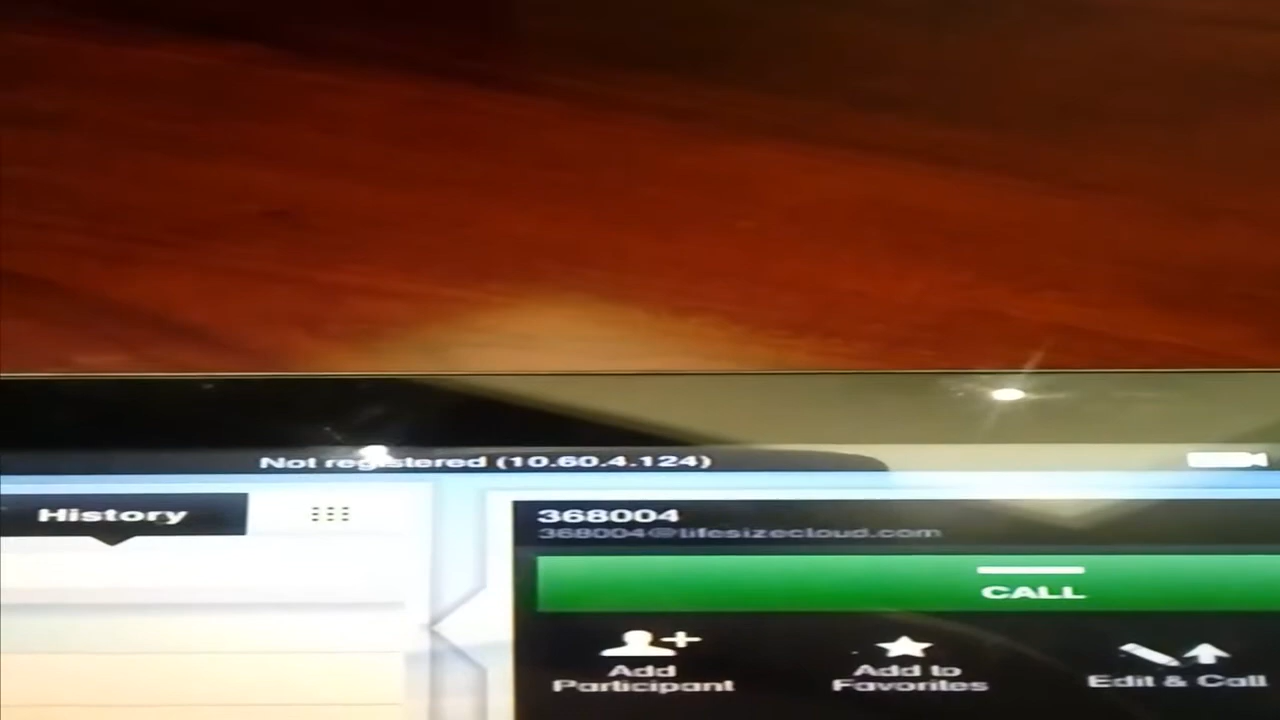 Not registered (10.60.4.124)
History
368004
368004@lifesizecloud.com
CALL
Add
Participant
Add to
Favorites
Edit & Call